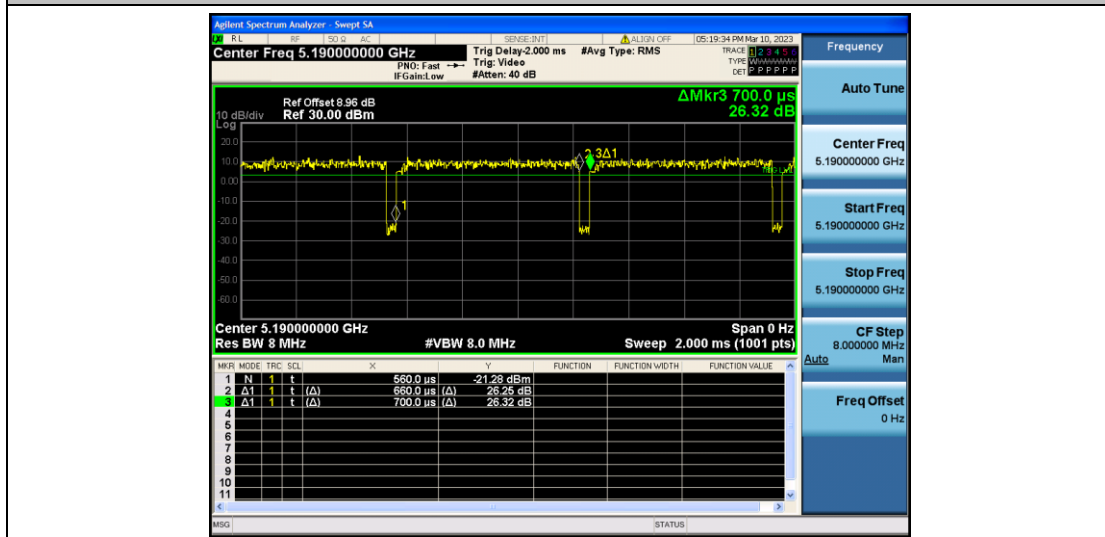 Agilent Spectrum Analyzer - Swept SA
RL RF 50 Ω AC SENSE:INT ALIGN OFF 05:19:34 PM Mar 10, 2023
Center Freq 5.190000000 GHz
PNO: Fast
IFGain:Low
Trig Delay-2.000 ms
Trig: Video
#Atten: 40 dB
#Avg Type: RMS
TRACE 1 2 3 4 5 6
TYPE
DET P P P P P P
Ref Offset 8.96 dB
10 dB/div Ref 30.00 dBm
Log
ΔMkr3 700.0 µs
26.32 dB
20.0
10.0
0.00
-10.0
-20.0
-30.0
-40.0
-50.0
-60.0
3Δ1
1
Center 5.190000000 GHz Span 0 Hz
Res BW 8 MHz #VBW 8.0 MHz Sweep 2.000 ms (1001 pts)
MKR MODE TRC SCL X Y FUNCTION FUNCTION WIDTH FUNCTION VALUE
1 N 1 t 560.0 µs -21.28 dBm
2 Δ1 1 t (Δ) 660.0 µs (Δ) 26.25 dB
3 Δ1 1 t (Δ) 700.0 µs (Δ) 26.32 dB
4
5
6
7
8
9
10
11
MSG STATUS
Frequency
Auto Tune
Center Freq
5.190000000 GHz
Start Freq
5.190000000 GHz
Stop Freq
5.190000000 GHz
CF Step
8.000000 MHz
Auto Man
Freq Offset
0 Hz